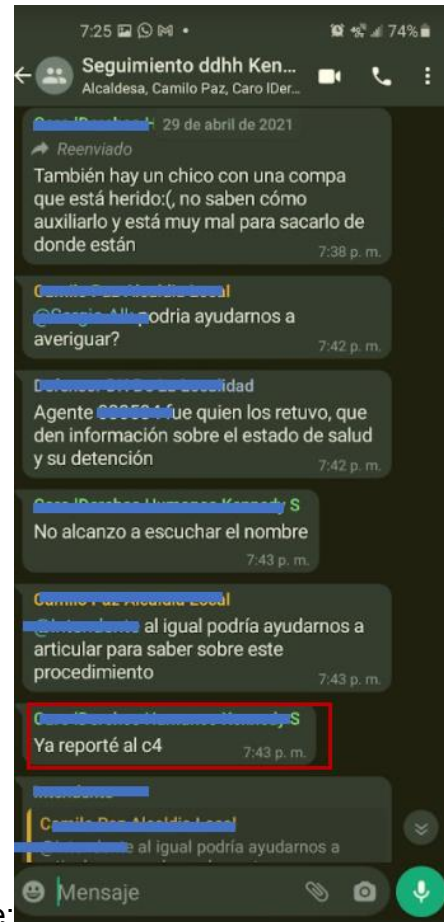 7:25
74%
Seguimiento ddhh Ken...
Alcaldesa, Camilo Paz, Caro IDer...
29 de abril de 2021
Reenviado
También hay un chico con una compa
que está herido:(, no saben cómo
auxiliarlo y está muy mal para sacarlo de
donde están
7:38 p. m.
podria ayudarnos a
averiguar?
7:42 p. m.
Agente fue quien los retuvo, que
den información sobre el estado de salud
y su detención
7:42 p. m.
S
No alcanzo a escuchar el nombre
7:43 p. m.
al igual podría ayudarnos a
articular para saber sobre este
procedimiento
7:43 p. m.
S
Ya reporté al c4
7:43 p. m.
e al igual podría ayudarnos a
Mensaje
e: